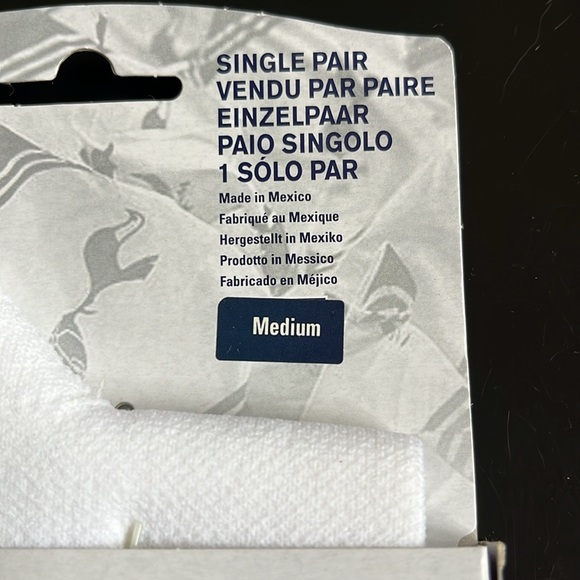 SINGLE PAIR
VENDU PAR PAIRE
EINZELPAAR
PAIO SINGOLO
1 SÓLO PAR
Made in Mexico
Fabriqué au Mexique
Hergestellt in Mexiko
Prodotto in Messico
Fabricado en Méjico
Medium